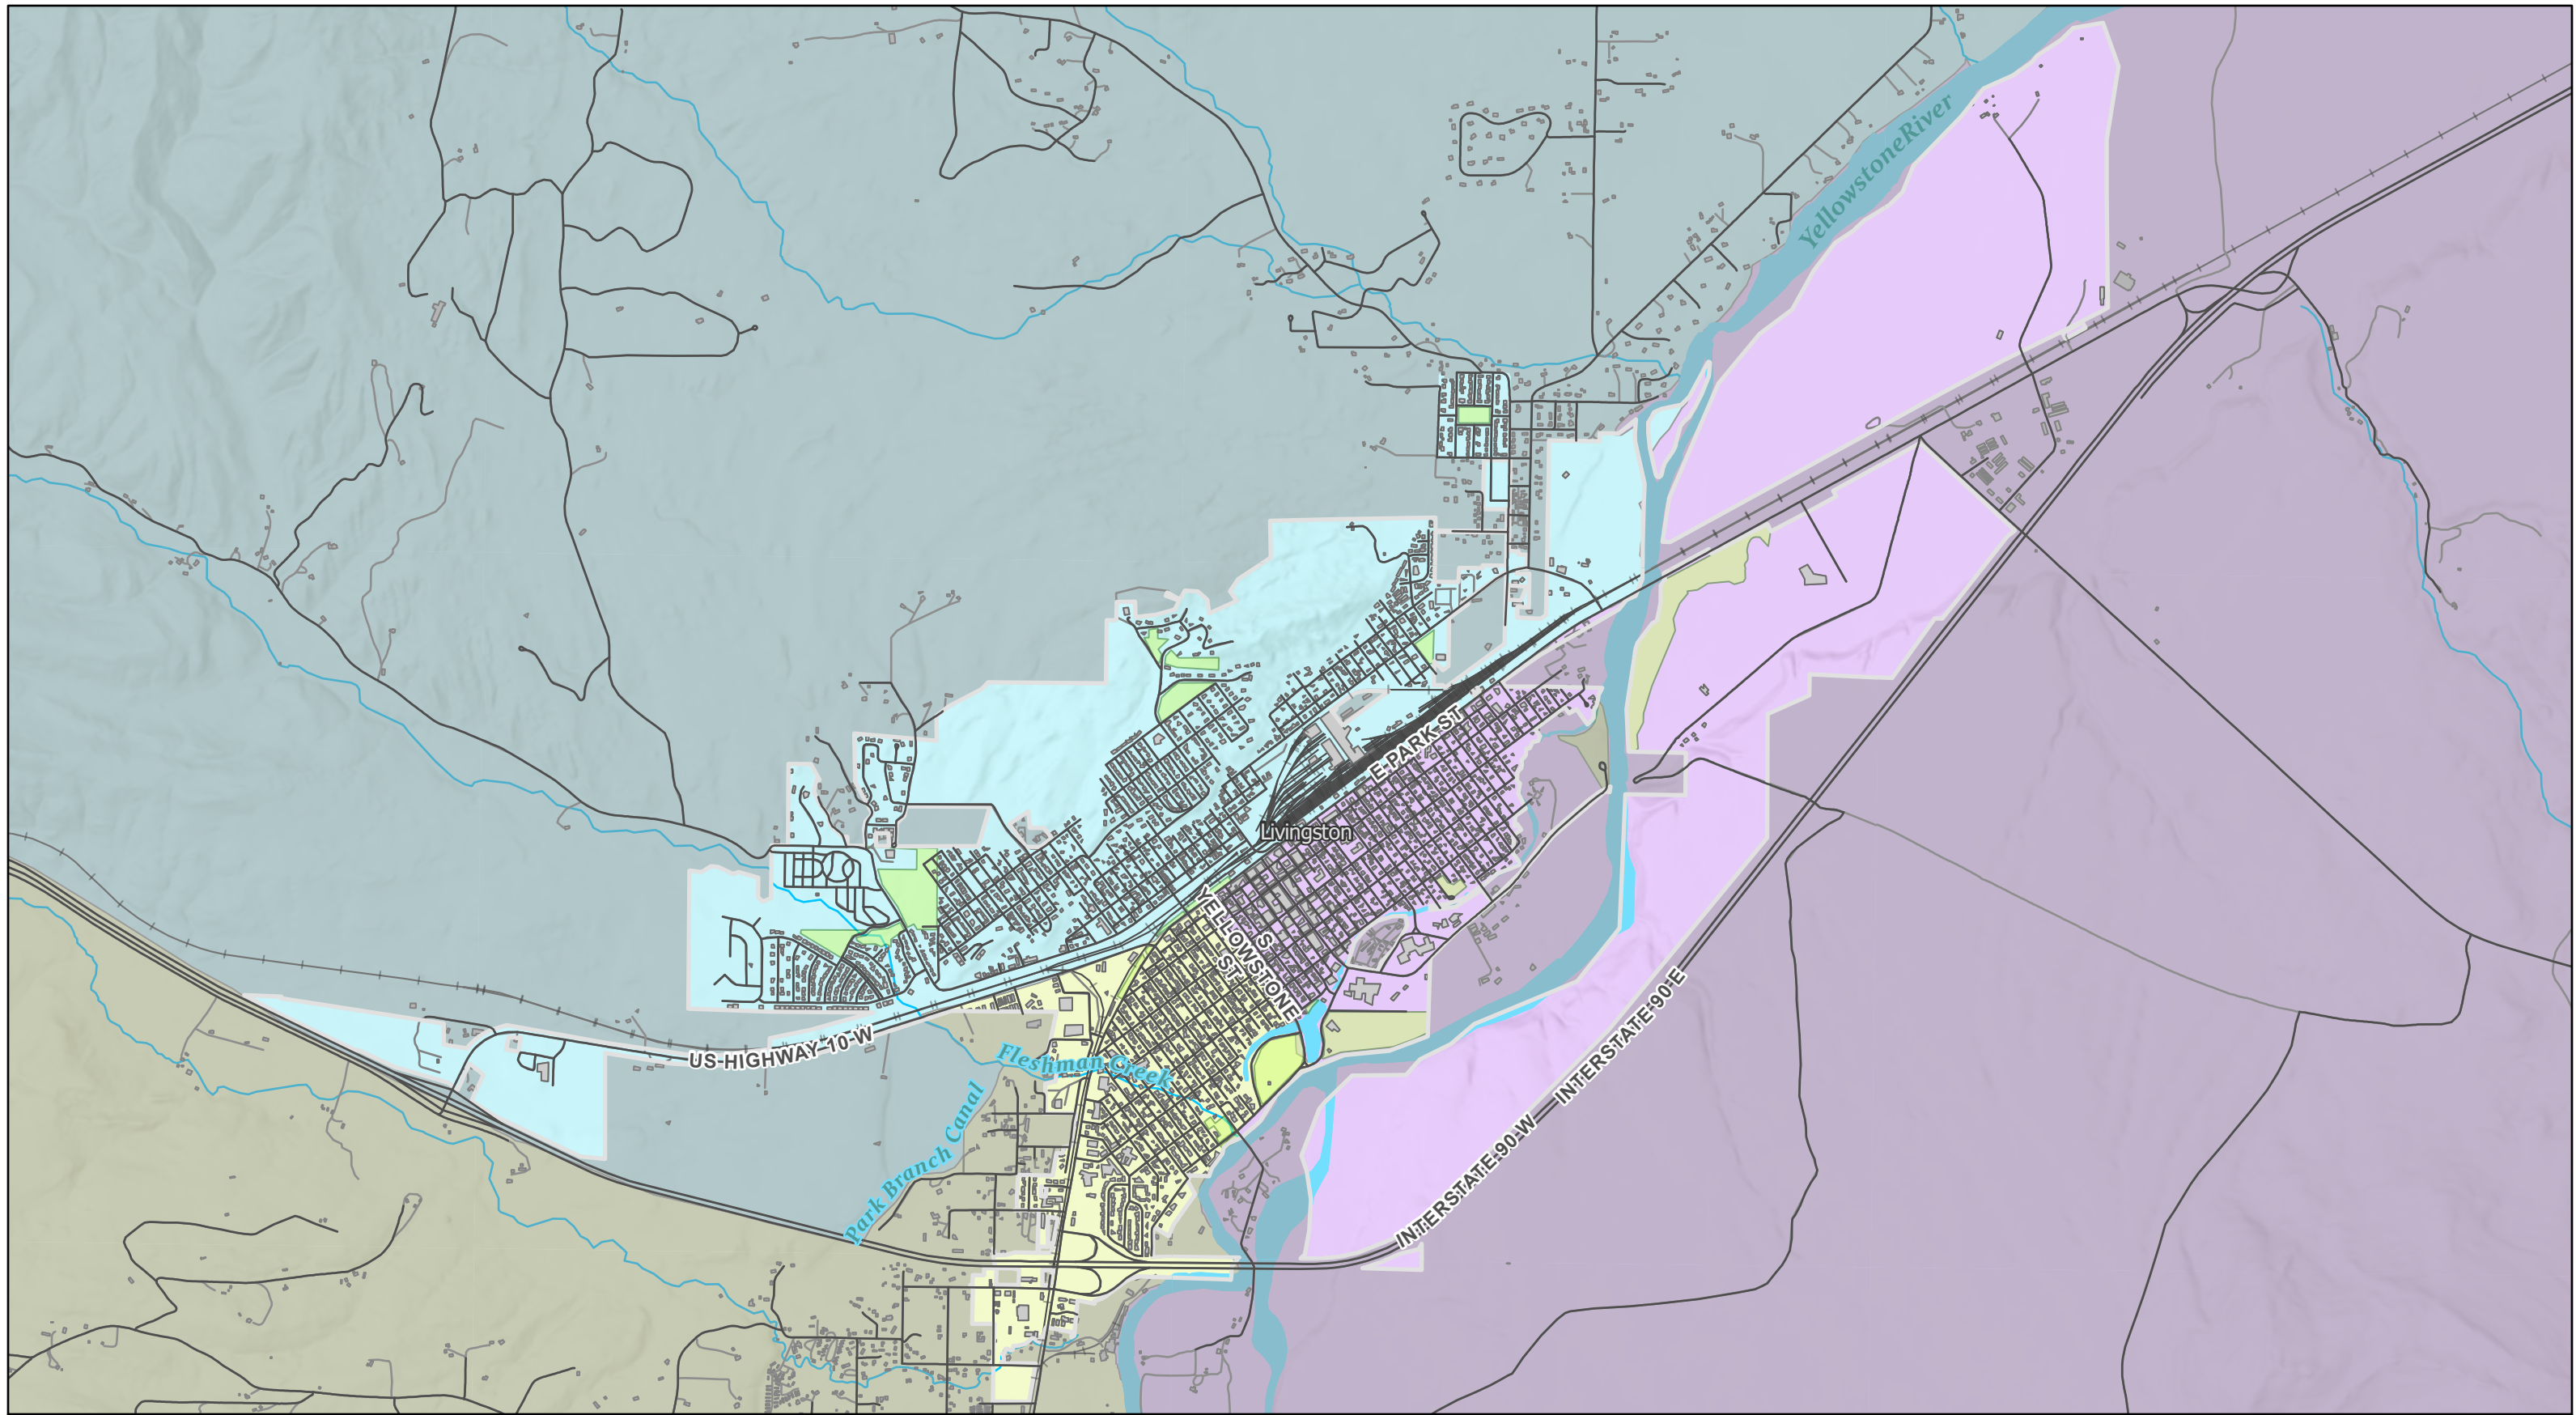 YellowstoneRiver
E PARK ST
Livingston
S
YELLOWSTONE
ST
INTERSTATE 90 E
US HIGHWAY 10 W
Fleshman Creek
Park Branch Canal
INTERSTATE 90 W